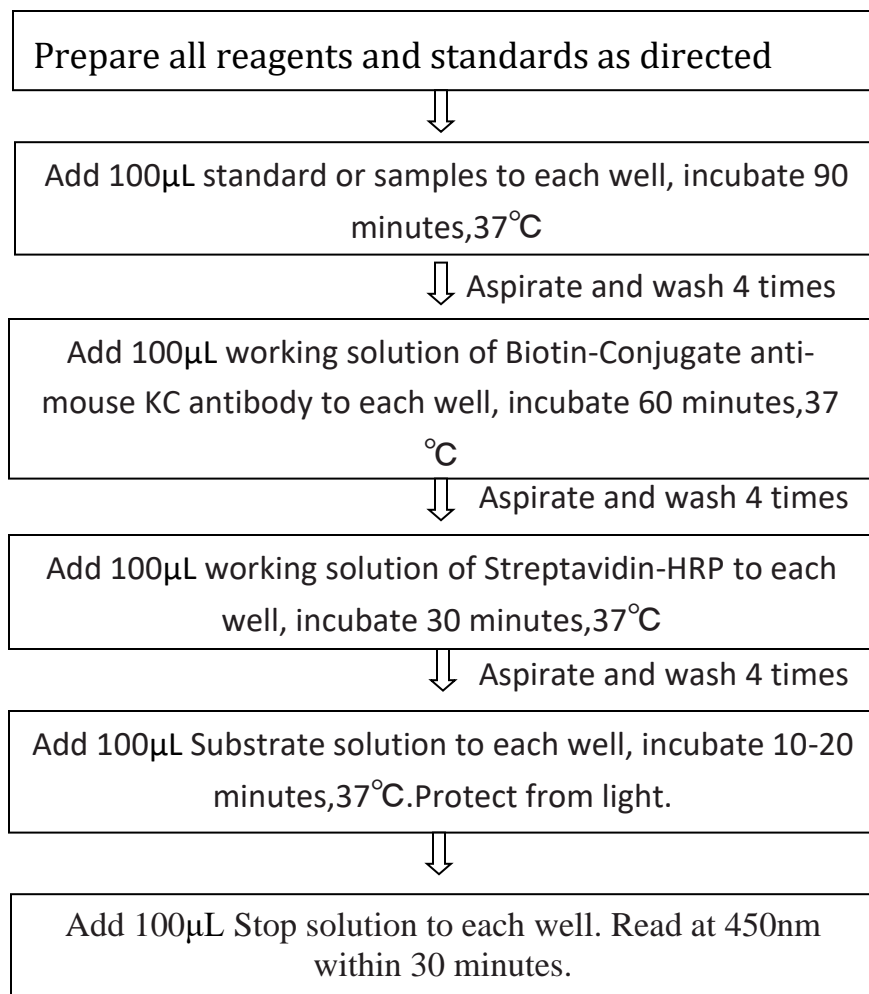 Prepare all reagents and standards as directed
Add 100μL standard or samples to each well, incubate 90
minutes,37℃
Aspirate and wash 4 times
Add 100μL working solution of Biotin-Conjugate anti-
mouse KC antibody to each well, incubate 60 minutes,37
℃
Aspirate and wash 4 times
Add 100μL working solution of Streptavidin-HRP to each
well, incubate 30 minutes,37℃
Aspirate and wash 4 times
Add 100μL Substrate solution to each well, incubate 10-20
minutes,37℃.Protect from light.
Add 100μL Stop solution to each well. Read at 450nm
within 30 minutes.